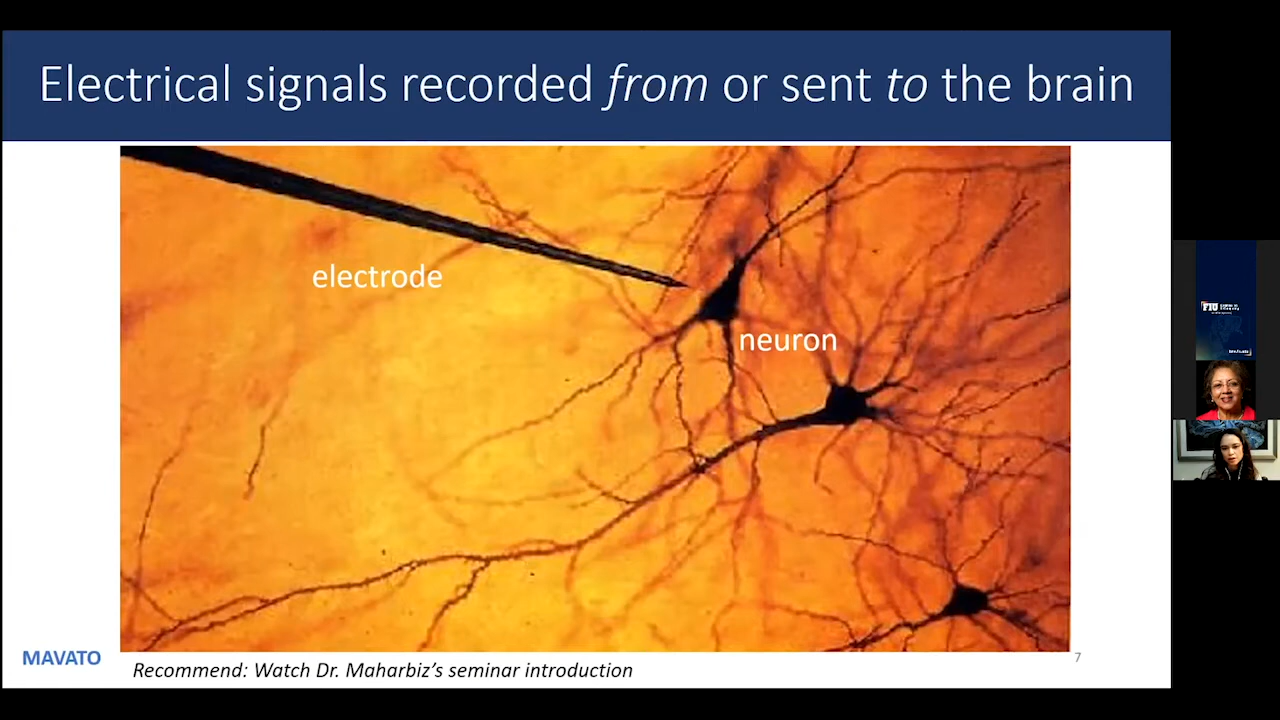 Electrical signals recorded from or sent to the brain
electrode
neuron
MAVATO
Recommend: Watch Dr. Maharbiz's seminar introduction
7
FIU